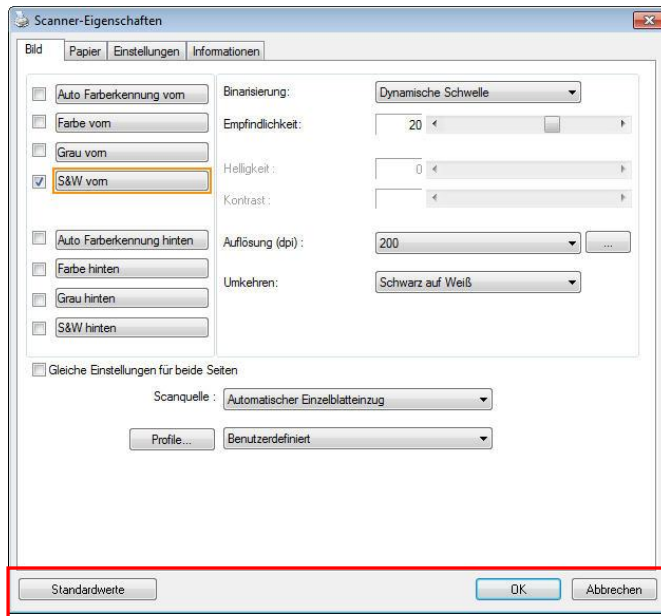 Scanner-Eigenschaften
Bild Papier Einstellungen Informationen
Auto Farberkennung vorn
Farbe vorn
Grau vorn
S&W vorn
Auto Farberkennung hinten
Farbe hinten
Grau hinten
S&W hinten
Binarisierung: Dynamische Schwelle
Empfindlichkeit: 20
Helligkeit: 0
Kontrast :
Auflösung (dpi) : 200 ...
Umkehren: Schwarz auf Weiß
Gleiche Einstellungen für beide Seiten
Scanquelle : Automatischer Einzelblatteinzug
Profile... Benutzerdefiniert
Standardwerte OK Abbrechen